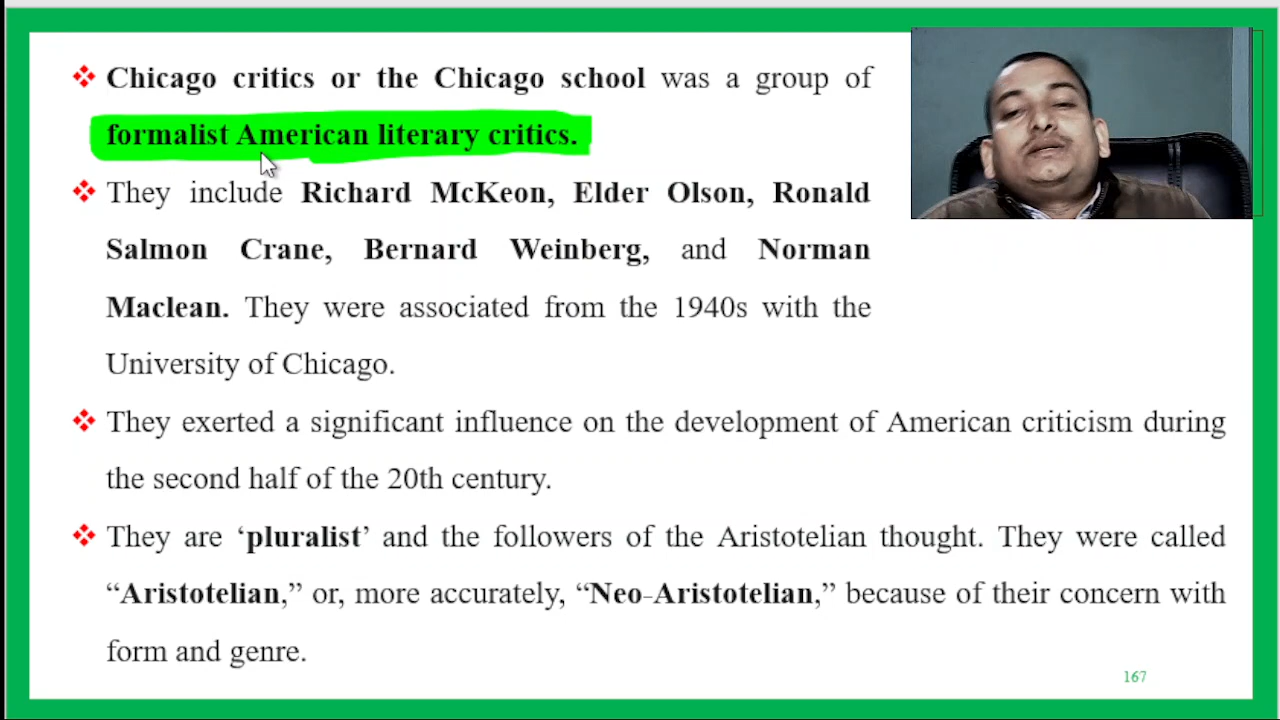 Chicago critics or the Chicago school was a group of
formalist American literary critics.
They include Richard McKeon, Elder Olson, Ronald
Salmon Crane, Bernard Weinberg, and Norman
Maclean. They were associated from the 1940s with the
University of Chicago.
They exerted a significant influence on the development of American criticism during
the second half of the 20th century.
They are ‘pluralist’ and the followers of the Aristotelian thought. They were called
“Aristotelian,” or, more accurately, “Neo-Aristotelian,” because of their concern with
form and genre.
167